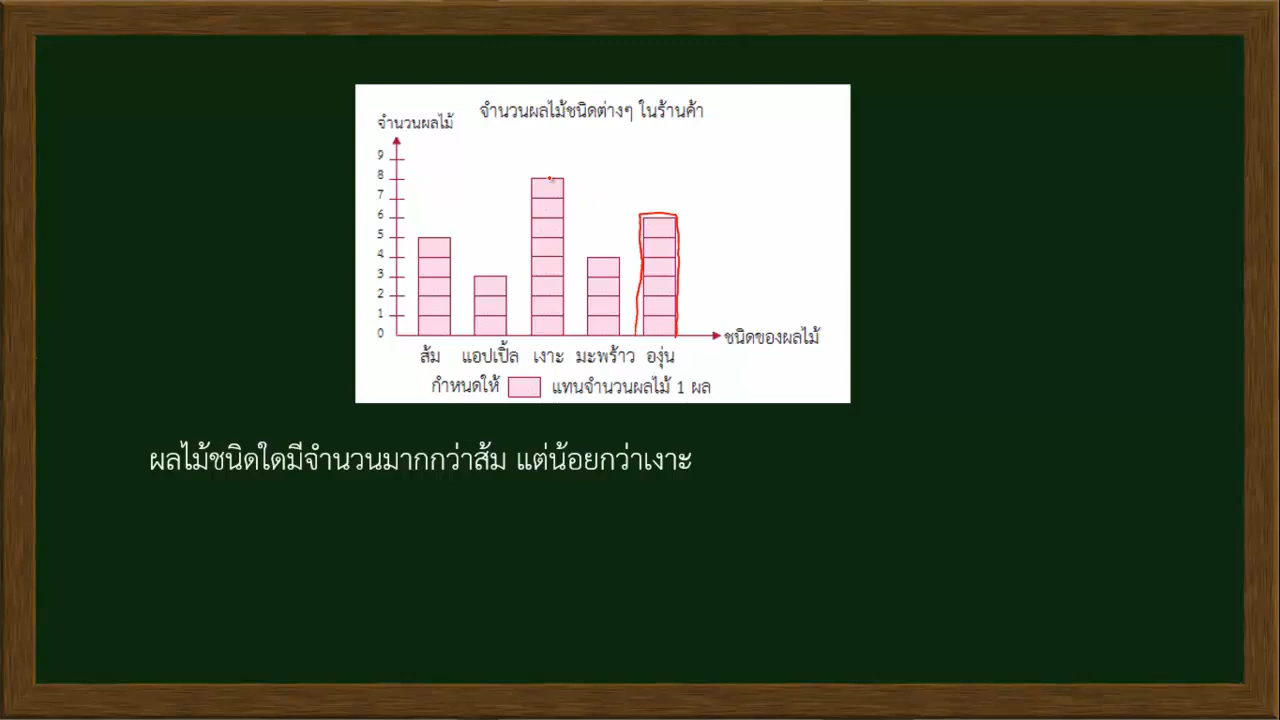 จำนวนผลไม้ชนิดต่างๆ ในร้านค้า
จำนวนผลไม้
9
8
7
6
5
4
3
2
1
0
ชนิดของผลไม้
ส้ม แอปเปิ้ล เงาะ มะพร้าว องุ่น
กำหนดให้ แทนจำนวนผลไม้ 1 ผล
ผลไม้ชนิดใดมีจำนวนมากกว่าส้ม แต่น้อยกว่าเงาะ